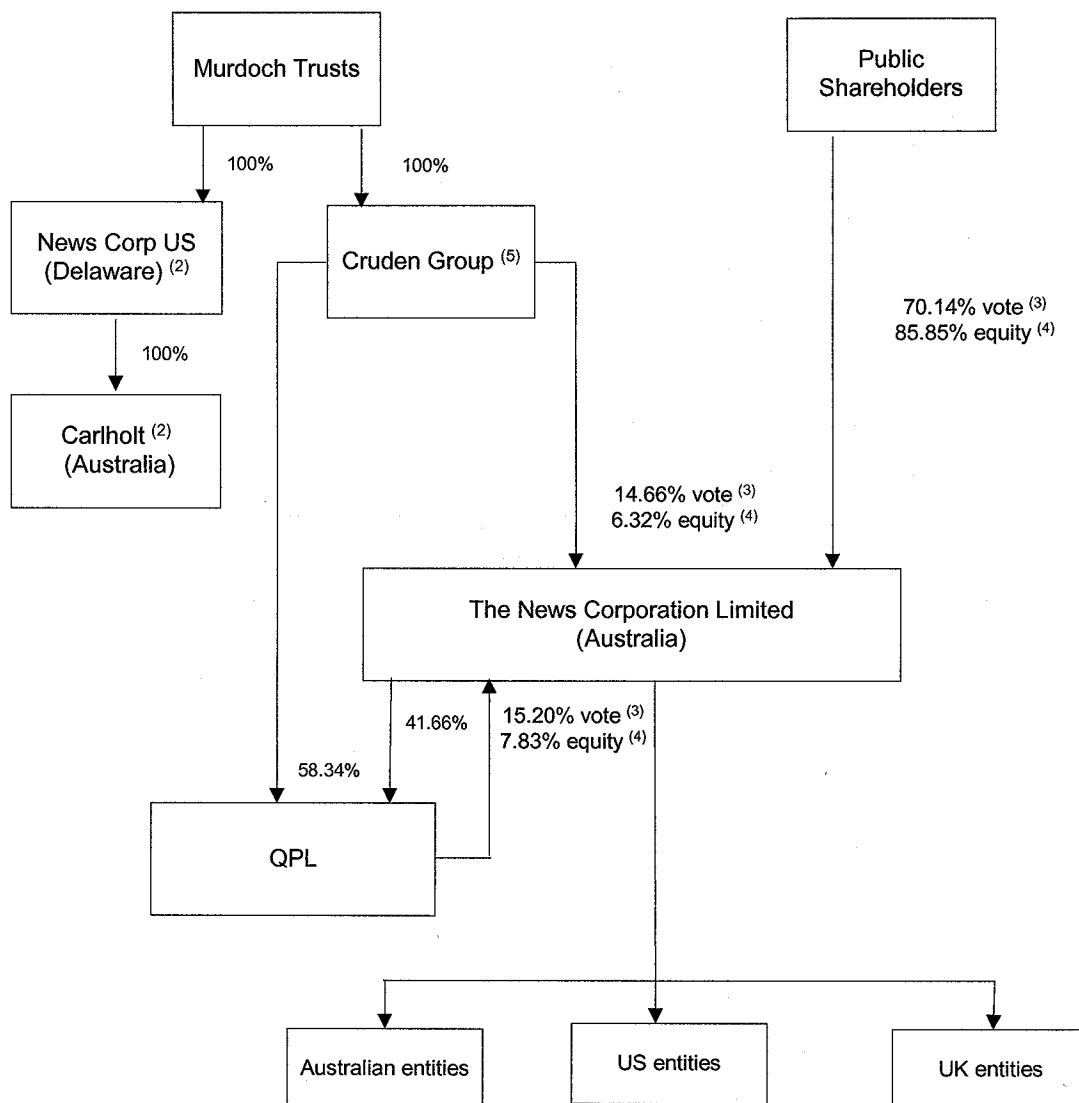 Murdoch Trusts
Public
Shareholders
100%
100%
News Corp US
(Delaware) (2)
Cruden Group (5)
70.14% vote (3)
85.85% equity (4)
100%
Carlholt (2)
(Australia)
14.66% vote (3)
6.32% equity (4)
The News Corporation Limited
(Australia)
41.66%
15.20% vote (3)
7.83% equity (4)
58.34%
QPL
Australian entities
US entities
UK entities